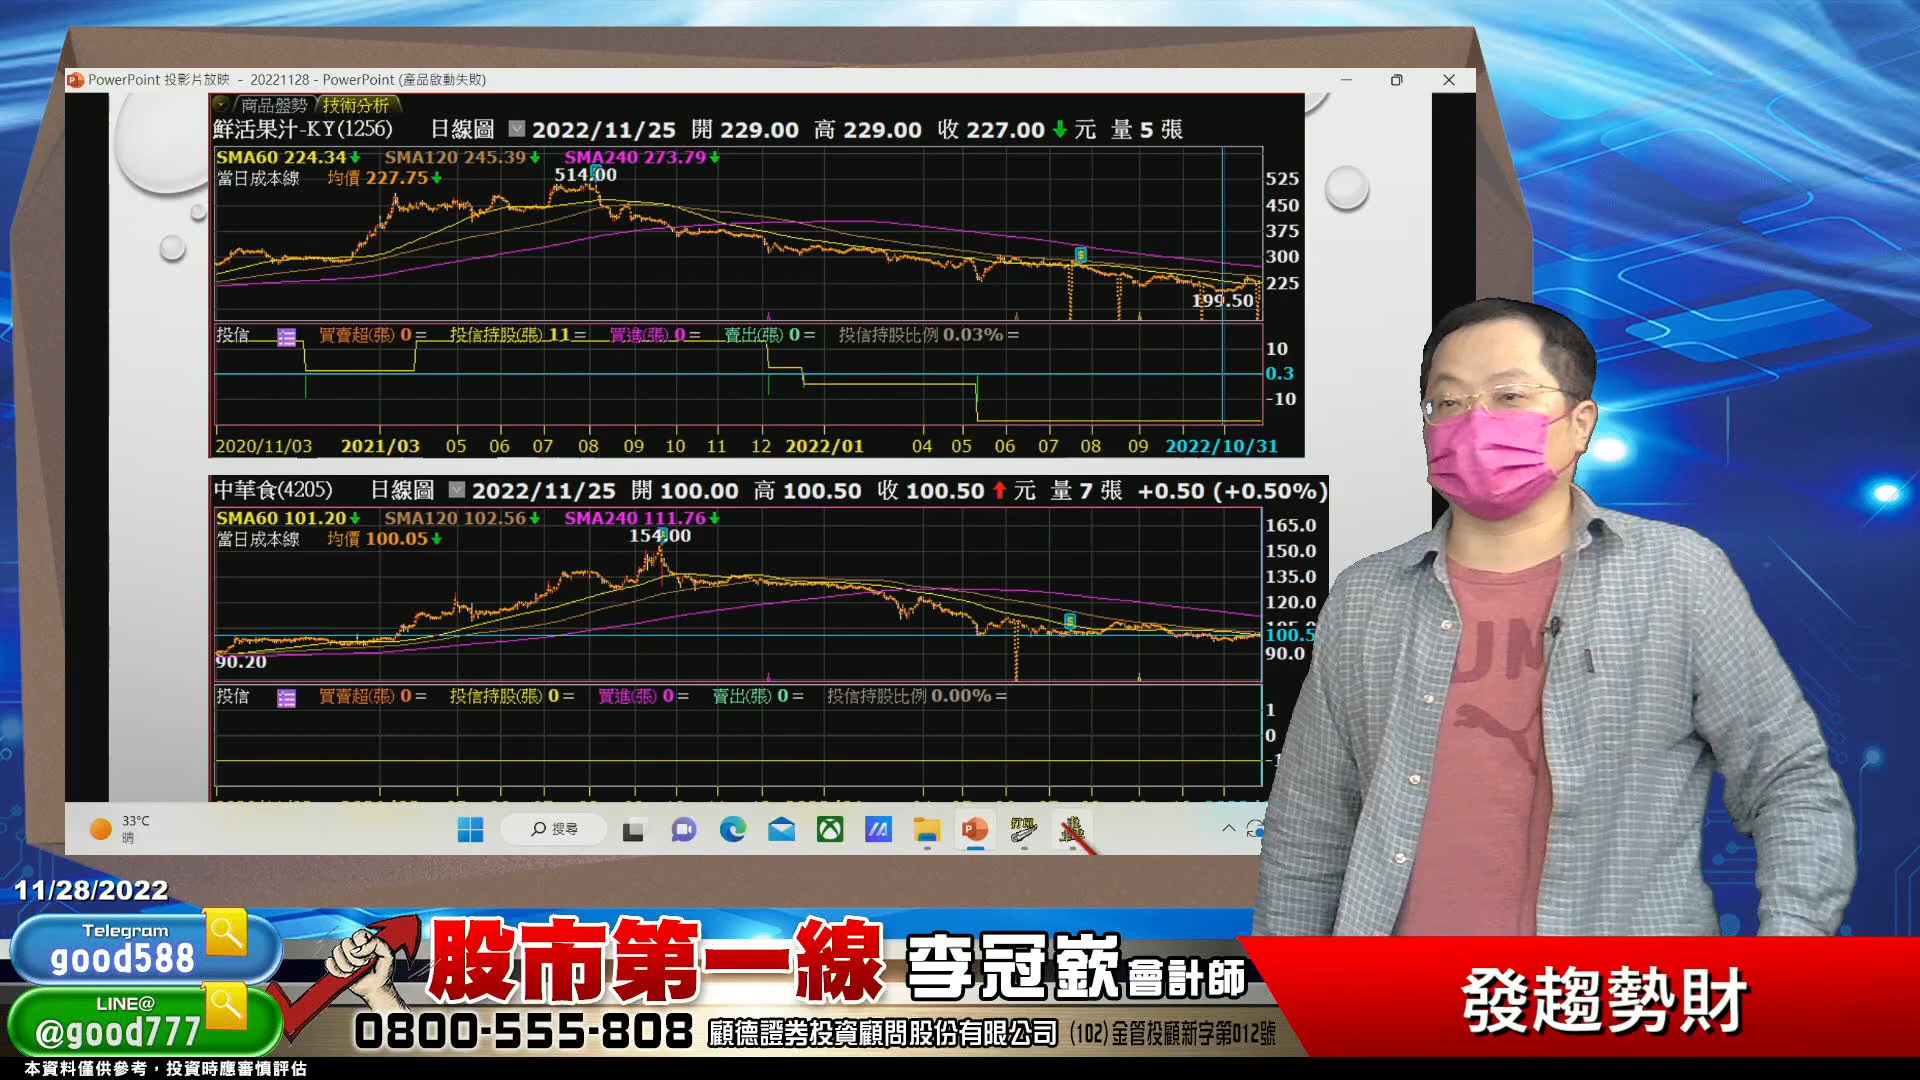 PowerPoint 投影片放映 - 20221128 - PowerPoint (產品啟動失敗)
商品盤勢 技術分析
鮮活果汁-KY(1256) 日線圖 2022/11/25 開 229.00 高 229.00 收 227.00 元 量 5 張
SMA60 224.34 SMA120 245.39 SMA240 273.79
當日成本線 均價 227.75
514.00
525
450
375
300
225
199.50
投信 買賣超(張) 0 = 投信持股(張) 11 = 買進(張) 0 = 賣出(張) 0 = 投信持股比例 0.03% =
10
0.3
-10
2020/11/03 2021/03 05 06 07 08 09 10 11 12 2022/01 04 05 06 07 08 09 2022/10/31
中華食(4205) 日線圖 2022/11/25 開 100.00 高 100.50 收 100.50 元 量 7 張 +0.50 (+0.50%)
SMA60 101.20 SMA120 102.56 SMA240 111.76
當日成本線 均價 100.05
154.00
165.0
150.0
135.0
120.0
100.5
90.0
90.20
投信 買賣超(張) 0 = 投信持股(張) 0 = 買進(張) 0 = 賣出(張) 0 = 投信持股比例 0.00% =
1
0
-1
33°C
晴
搜尋
打印
11/28/2022
Telegram
good588
LINE@
@good777
股市第一線 李冠嶔 會計師
0800-555-808 顧德證券投資顧問股份有限公司 (102)金管投顧新字第012號
發趨勢財
本資料僅供參考，投資時應審慎評估